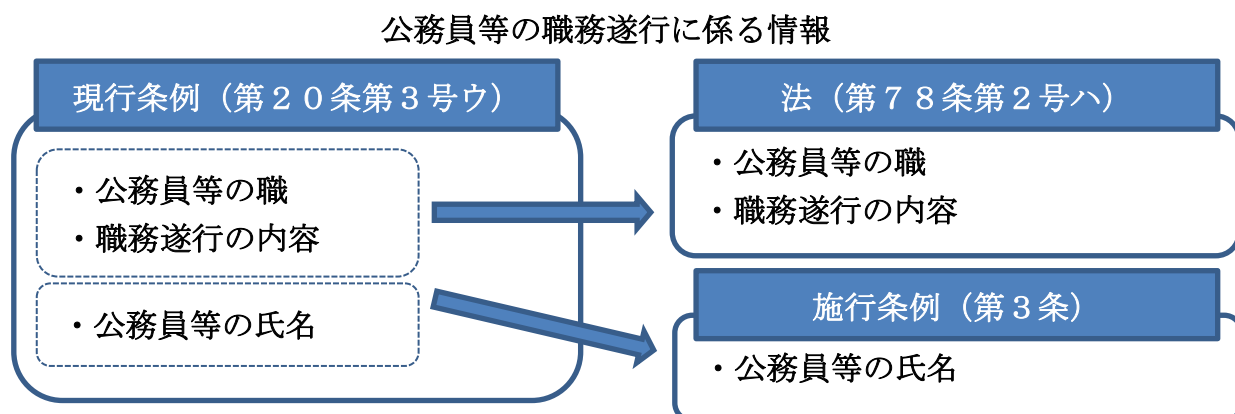 公務員等の職務遂行に係る情報
現行条例（第２０条第３号ウ）
・公務員等の職
・職務遂行の内容
・公務員等の氏名
法（第７８条第２号ハ）
・公務員等の職
・職務遂行の内容
施行条例（第３条）
・公務員等の氏名